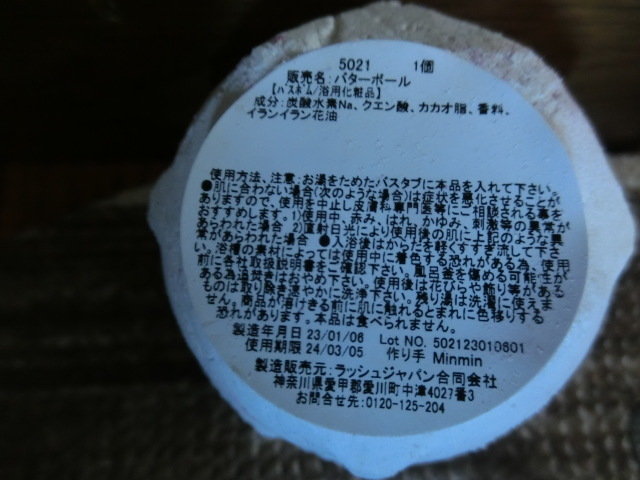 5021 1個
販売名:バターボール
【バスボム/浴用化粧品】
成分:炭酸水素Na、クエン酸、カカオ脂、香料、
イランイラン花油
使用方法、注意:お湯をためたバスタブに本品を入れて下さい。
●肌に合わない場合(次のような場合)は症状を悪化させることが
ありますので、使用を中止し皮膚科専門医等にご相談される事を
おすすめします。1)使用中、赤み、はれ、かゆみ、刺激等の異常が
あらわれた場合 2)直射日光により使用後の肌に上記のような異
常があらわれた場合 ●入浴後はからだを軽くすすぎ流して下さ
い。浴槽の素材によっては使用中に着色する恐れがある為、使用
前に各社取扱説明書をご確認下さい。風呂釜を傷める可能性が
ある為追焚きはおやめ下さい。使用後は花びらや飾り等がある
ものは取り除き速やかに洗浄下さい。残り湯は洗濯に使えま
せん。商品が溶けきる前に肌に触れるとまれに色移りする
恐れがあります。本品は食べられません。
製造年月日 23/01/06 Lot NO. 502123010601
使用期限 24/03/05 作り手 Minmin
製造販売元:ラッシュジャパン合同会社
神奈川県愛甲郡愛川町中津4027番3
お問合せ先:0120-125-204